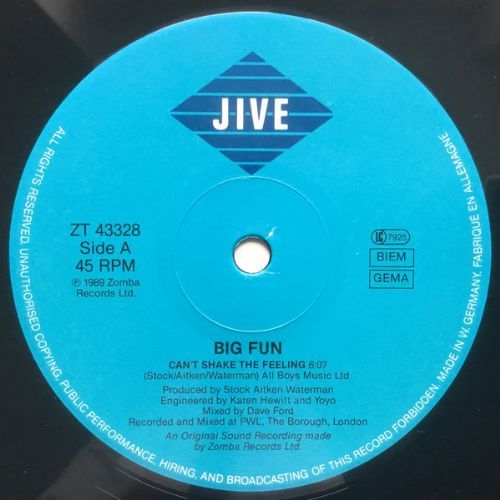 JIVE
ZT 43328
Side A
45 RPM
℗ 1989 Zomba
Records Ltd.
LC 7925
BIEM
GEMA
BIG FUN
CAN'T SHAKE THE FEELING 6:07
(Stock/Aitken/Waterman) All Boys Music Ltd.
Produced by Stock Aitken Waterman
Engineered by Karen Hewitt and Yoyo
Mixed by Dave Ford
Recorded and Mixed at PWL, The Borough, London
An Original Sound Recording made
by Zomba Records Ltd.
ALL RIGHTS RESERVED. UNAUTHORISED COPYING, PUBLIC PERFORMANCE, HIRING, AND BROADCASTING OF THIS RECORD FORBIDDEN. MADE IN W. GERMANY. FABRIQUE EN ALLEMAGNE.